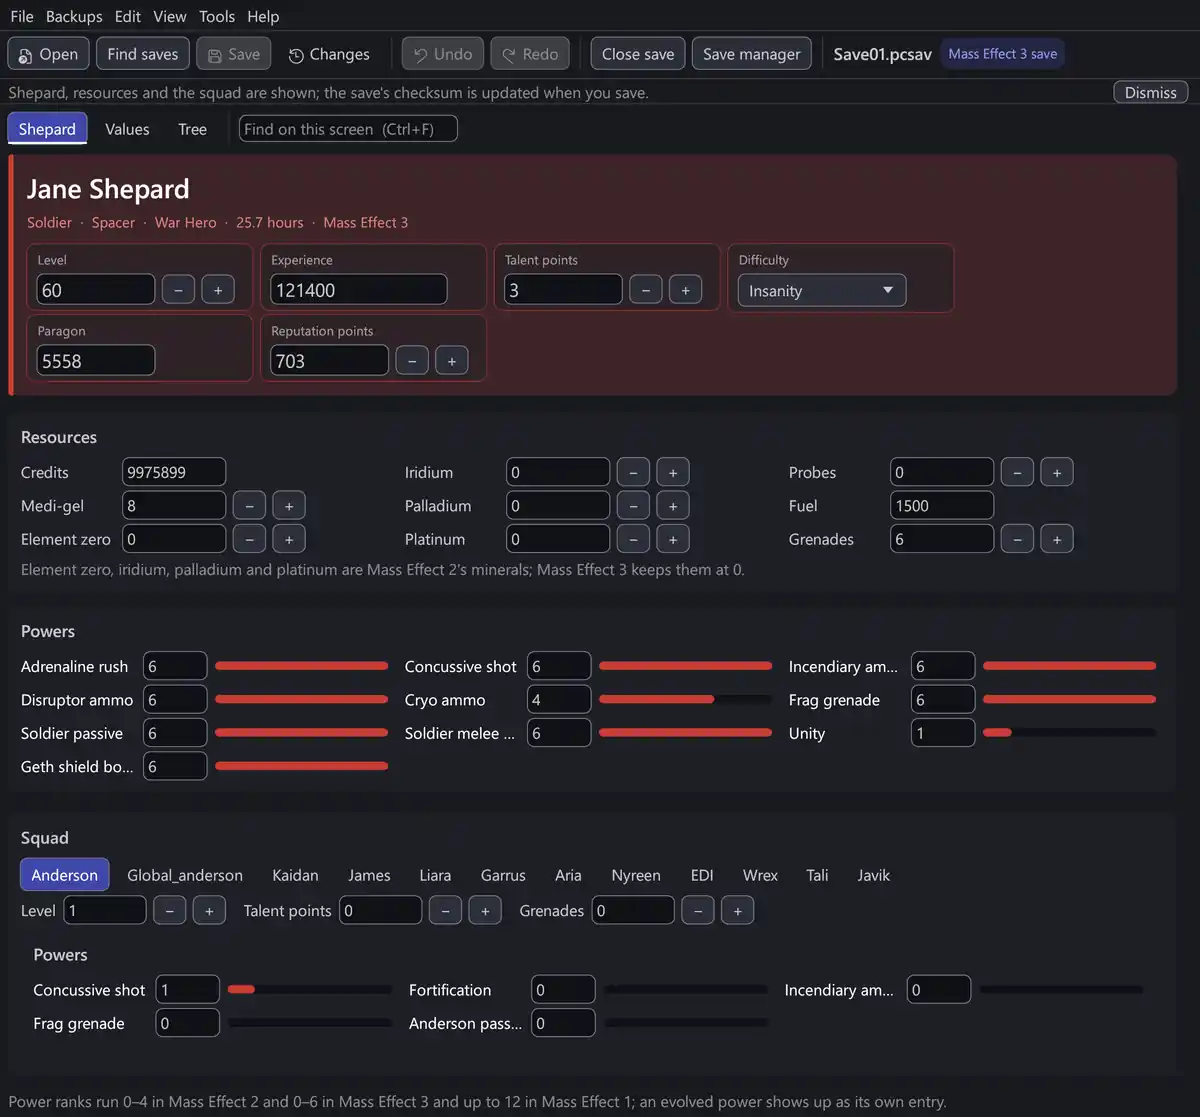 File Backups Edit View Tools Help
Open Find saves Save Changes Undo Redo Close save Save manager Save01.pcsav Mass Effect 3 save
Shepard, resources and the squad are shown; the save's checksum is updated when you save. Dismiss
Shepard Values Tree Find on this screen (Ctrl+F)
Jane Shepard
Soldier · Spacer · War Hero · 25.7 hours · Mass Effect 3
Level Experience Talent points Difficulty
60 − + 121400 3 − + Insanity
Paragon Reputation points
5558 703 − +
Resources
Credits 9975899 Iridium 0 − + Probes 0 − +
Medi-gel 8 − + Palladium 0 − + Fuel 1500
Element zero 0 − + Platinum 0 − + Grenades 6 − +
Element zero, iridium, palladium and platinum are Mass Effect 2's minerals; Mass Effect 3 keeps them at 0.
Powers
Adrenaline rush 6 Concussive shot 6 Incendiary am... 6
Disruptor ammo 6 Cryo ammo 4 Frag grenade 6
Soldier passive 6 Soldier melee ... 6 Unity 1
Geth shield bo... 6
Squad
Anderson Global_anderson Kaidan James Liara Garrus Aria Nyreen EDI Wrex Tali Javik
Level 1 − + Talent points 0 − + Grenades 0 − +
Powers
Concussive shot 1 Fortification 0 Incendiary am... 0
Frag grenade 0 Anderson pass... 0
Power ranks run 0–4 in Mass Effect 2 and 0–6 in Mass Effect 3 and up to 12 in Mass Effect 1; an evolved power shows up as its own entry.